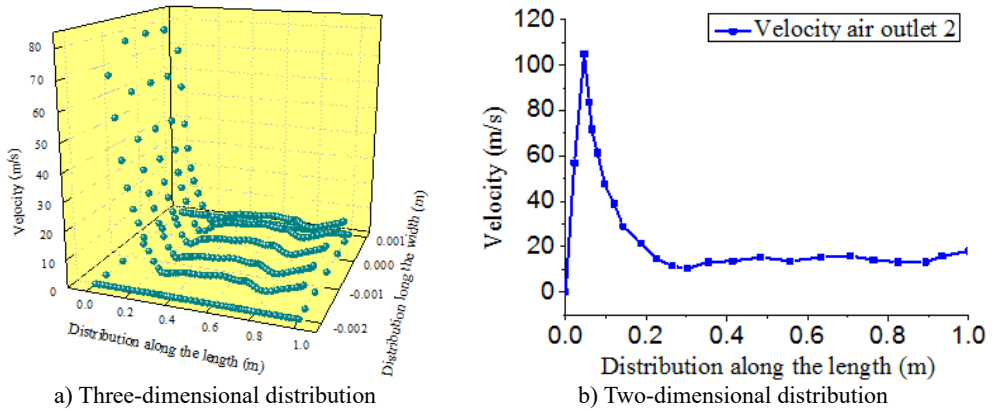 80
70
60
50
40
30
20
10
0
Velocity (m/s)
0.0
0.2
0.4
0.6
0.8
1.0
Distribution along the length (m)
0.001
0.000
-0.001
-0.002
Distribution long the width (m)
a) Three-dimensional distribution
Velocity air outlet 2
120
100
80
60
40
20
0
Velocity (m/s)
0.0 0.2 0.4 0.6 0.8 1.0
Distribution along the length (m)
b) Two-dimensional distribution